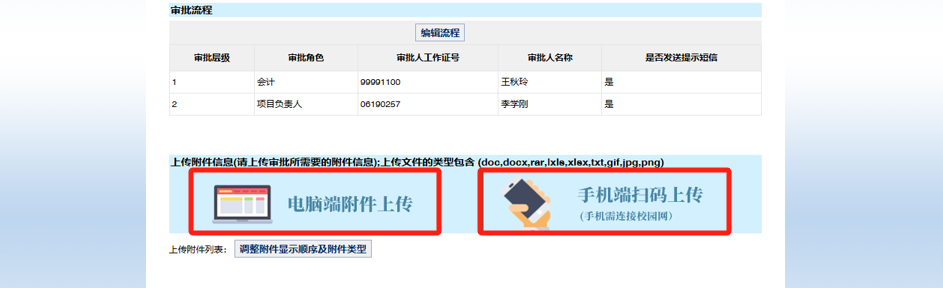 审批流程
编辑流程
审批层级 审批角色 审批人工作证号 审批人名称 是否发送提示短信
1 会计 99991100 王秋玲 是
2 项目负责人 06190257 李学刚 是
上传附件信息(请上传审批所需要的附件信息);上传文件的类型包含 (doc,docx,rar,lxls,xlsx,txt,gif,jpg,png)
电脑端附件上传
手机端扫码上传
(手机需连接校园网)
上传附件列表： 调整附件显示顺序及附件类型